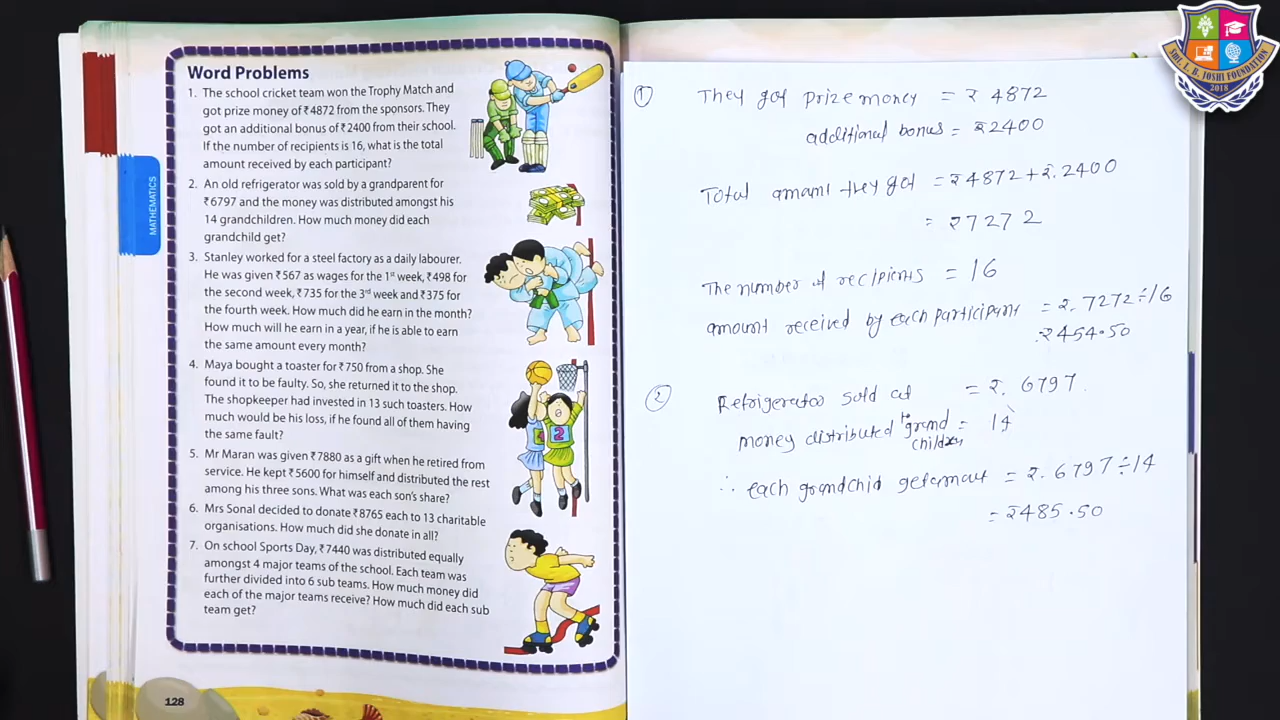 Word Problems
1. The school cricket team won the Trophy Match and
got prize money of ₹4872 from the sponsors. They
got an additional bonus of ₹2400 from their school.
If the number of recipients is 16, what is the total
amount received by each participant?
2. An old refrigerator was sold by a grandparent for
₹6797 and the money was distributed amongst his
14 grandchildren. How much money did each
grandchild get?
3. Stanley worked for a steel factory as a daily labourer.
He was given ₹567 as wages for the 1st week, ₹498 for
the second week, ₹735 for the 3rd week and ₹375 for
the fourth week. How much did he earn in the month?
How much will he earn in a year, if he is able to earn
the same amount every month?
4. Maya bought a toaster for ₹750 from a shop. She
found it to be faulty. So, she returned it to the shop.
The shopkeeper had invested in 13 such toasters. How
much would be his loss, if he found all of them having
the same fault?
5. Mr Maran was given ₹7880 as a gift when he retired from
service. He kept ₹5600 for himself and distributed the rest
among his three sons. What was each son's share?
6. Mrs Sonal decided to donate ₹8765 each to 13 charitable
organisations. How much did she donate in all?
7. On school Sports Day, ₹7440 was distributed equally
amongst 4 major teams of the school. Each team was
further divided into 6 sub teams. How much money did
each of the major teams receive? How much did each sub
team get?
MATHEMATICS
128
2
① They got prize money = ₹ 4872
additional bonus = ₹2400
Total amant they got = ₹4872+₹.2400
= ₹7272
The number of recipients = 16
amount received by each participant = ₹.7272÷16
₹454.50
② Refrigerator sold at = ₹. 6797.
money distributed to grand = 14
children
∴ each grandchid get amout = ₹.6797÷14
= ₹485.50
SHL. L. B. JOSHI FOUNDATION
2018